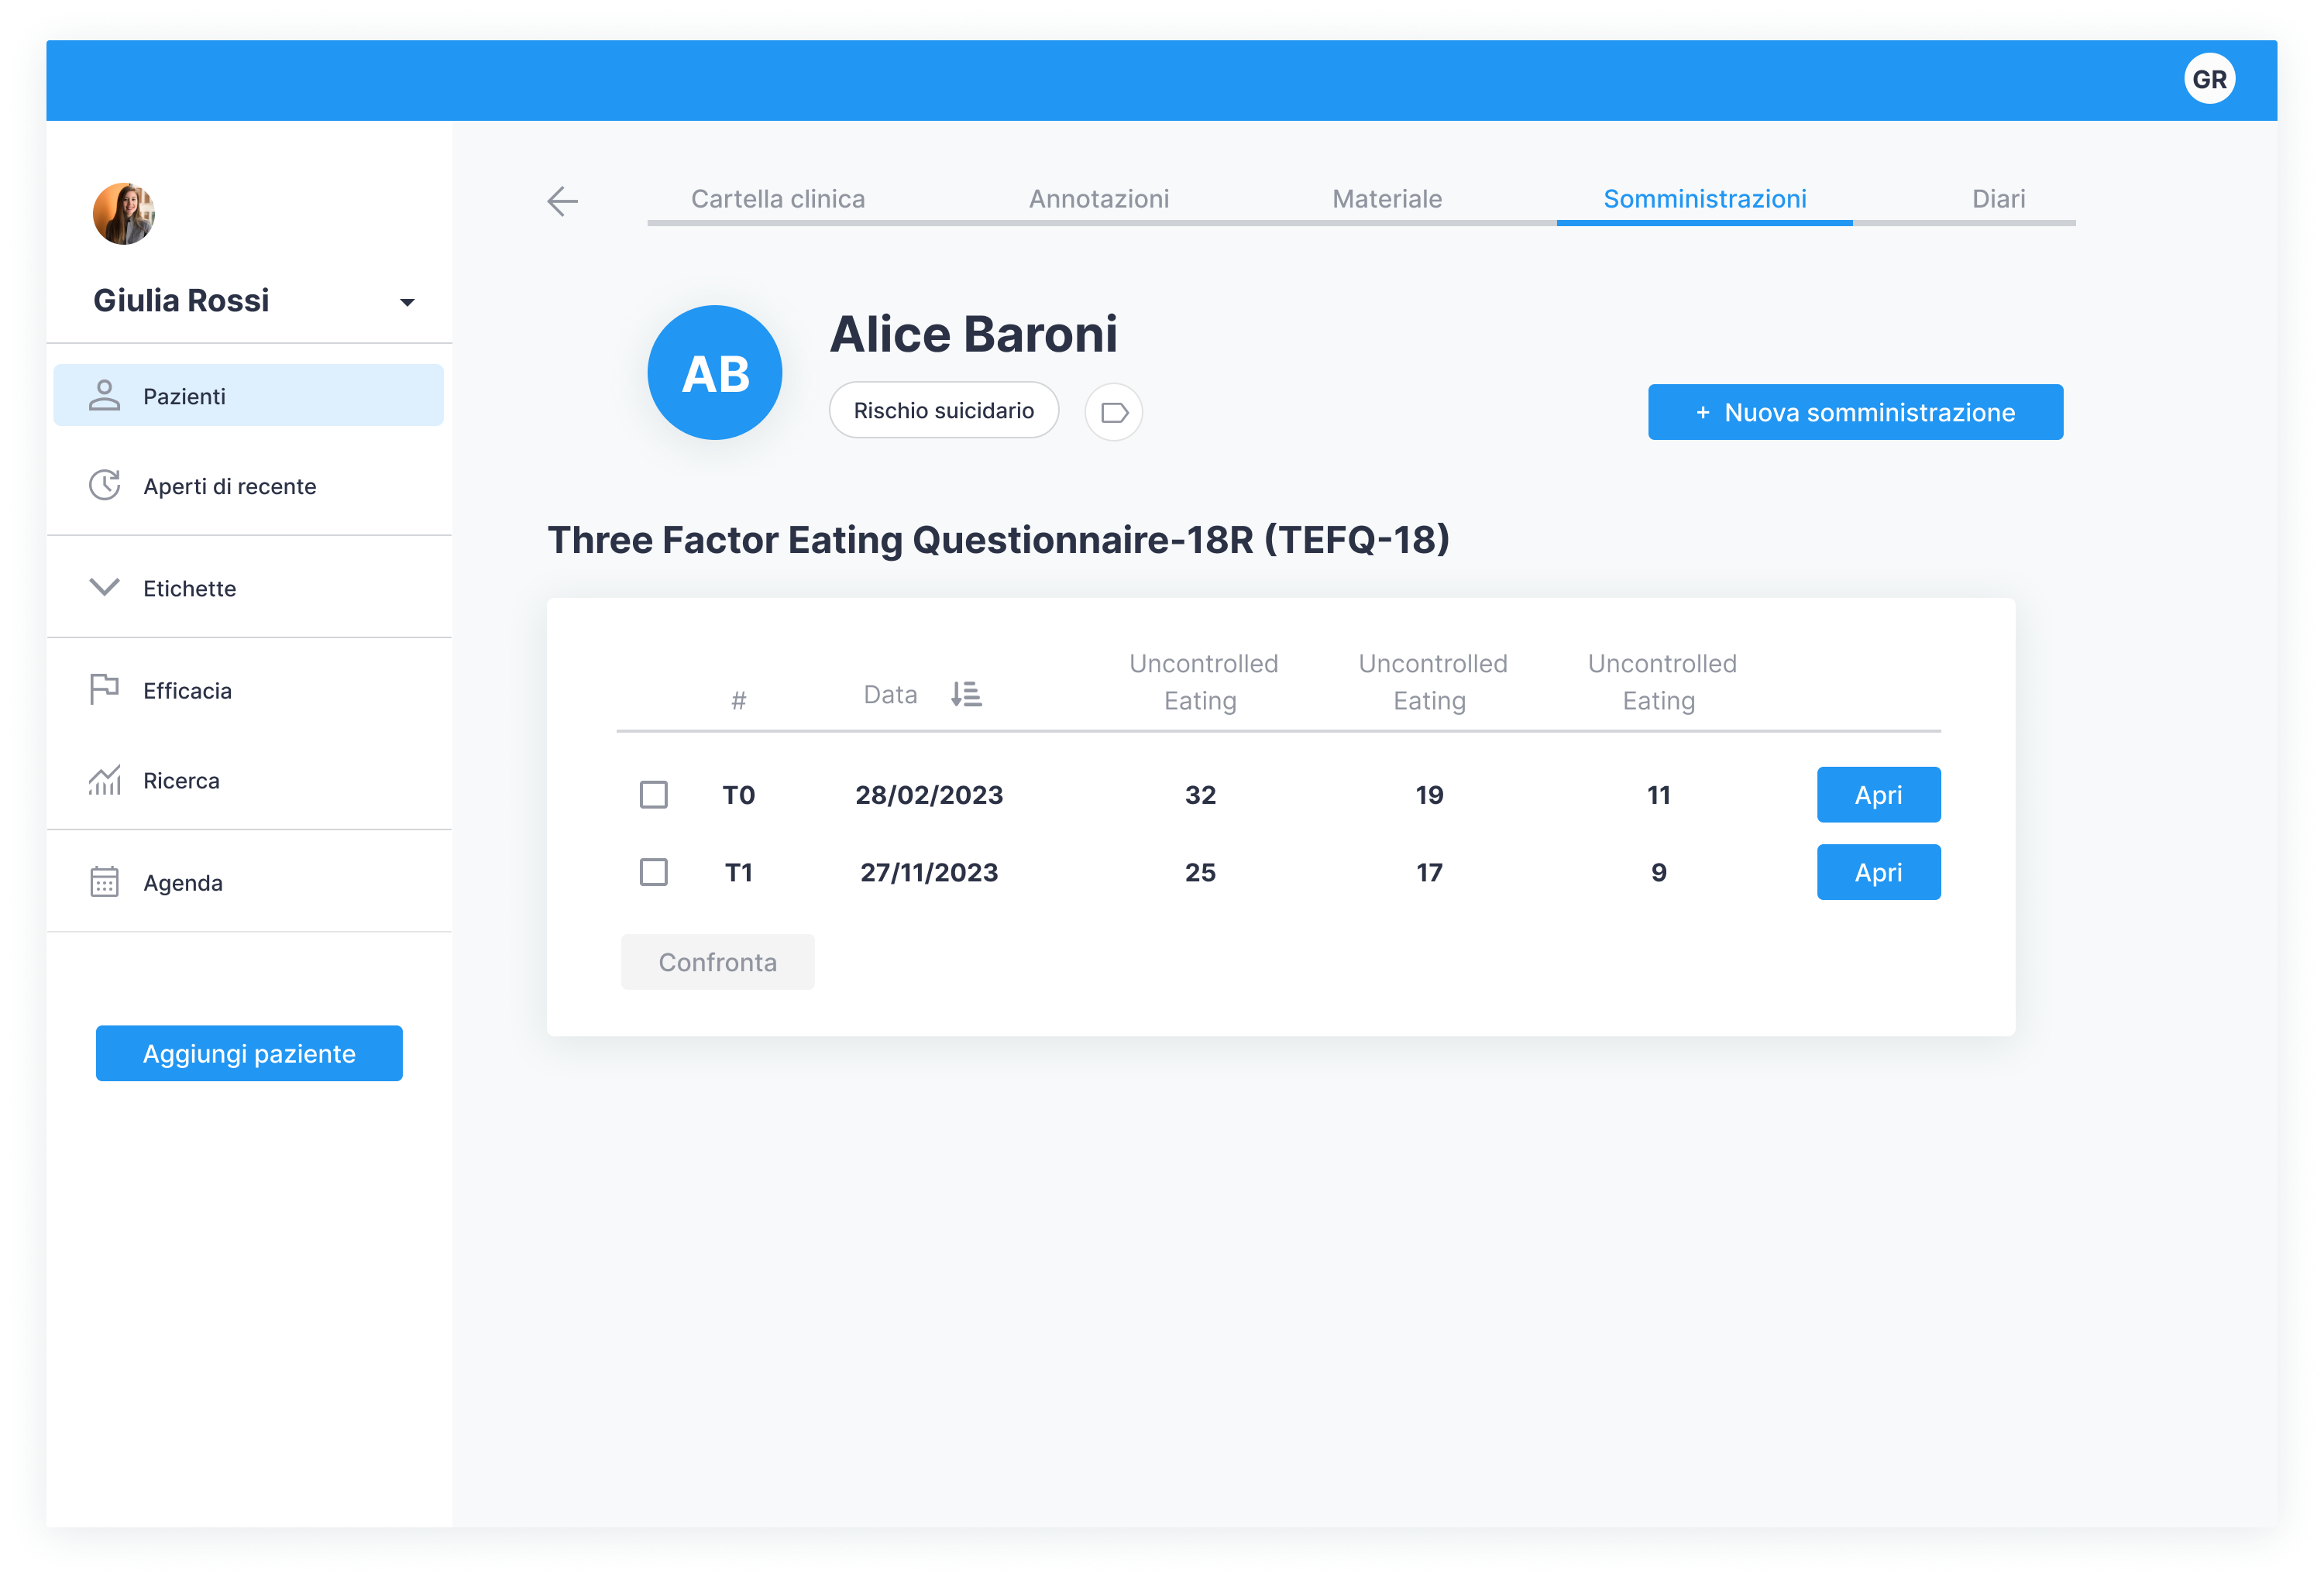 GR
Giulia Rossi
Pazienti
Aperti di recente
Etichette
Efficacia
Ricerca
Agenda
Aggiungi paziente
Cartella clinica
Annotazioni
Materiale
Somministrazioni
Diari
AB
Alice Baroni
Rischio suicidario
+ Nuova somministrazione
Three Factor Eating Questionnaire-18R (TEFQ-18)
# Data Uncontrolled Eating Uncontrolled Eating Uncontrolled Eating
T0 28/02/2023 32 19 11 Apri
T1 27/11/2023 25 17 9 Apri
Confronta